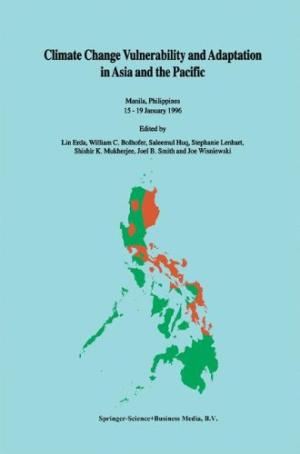 Climate Change Vulnerability and Adaptation
in Asia and the Pacific
Manila, Philippines
15 - 19 January 1996
Edited by
Lin Erda, William C. Bolhofer, Saleemul Huq, Stephanie Lenhart,
Shishir K. Mukherjee, Joel B. Smith and Joe Wisniewski
Springer-Science+Business Media, B.V.